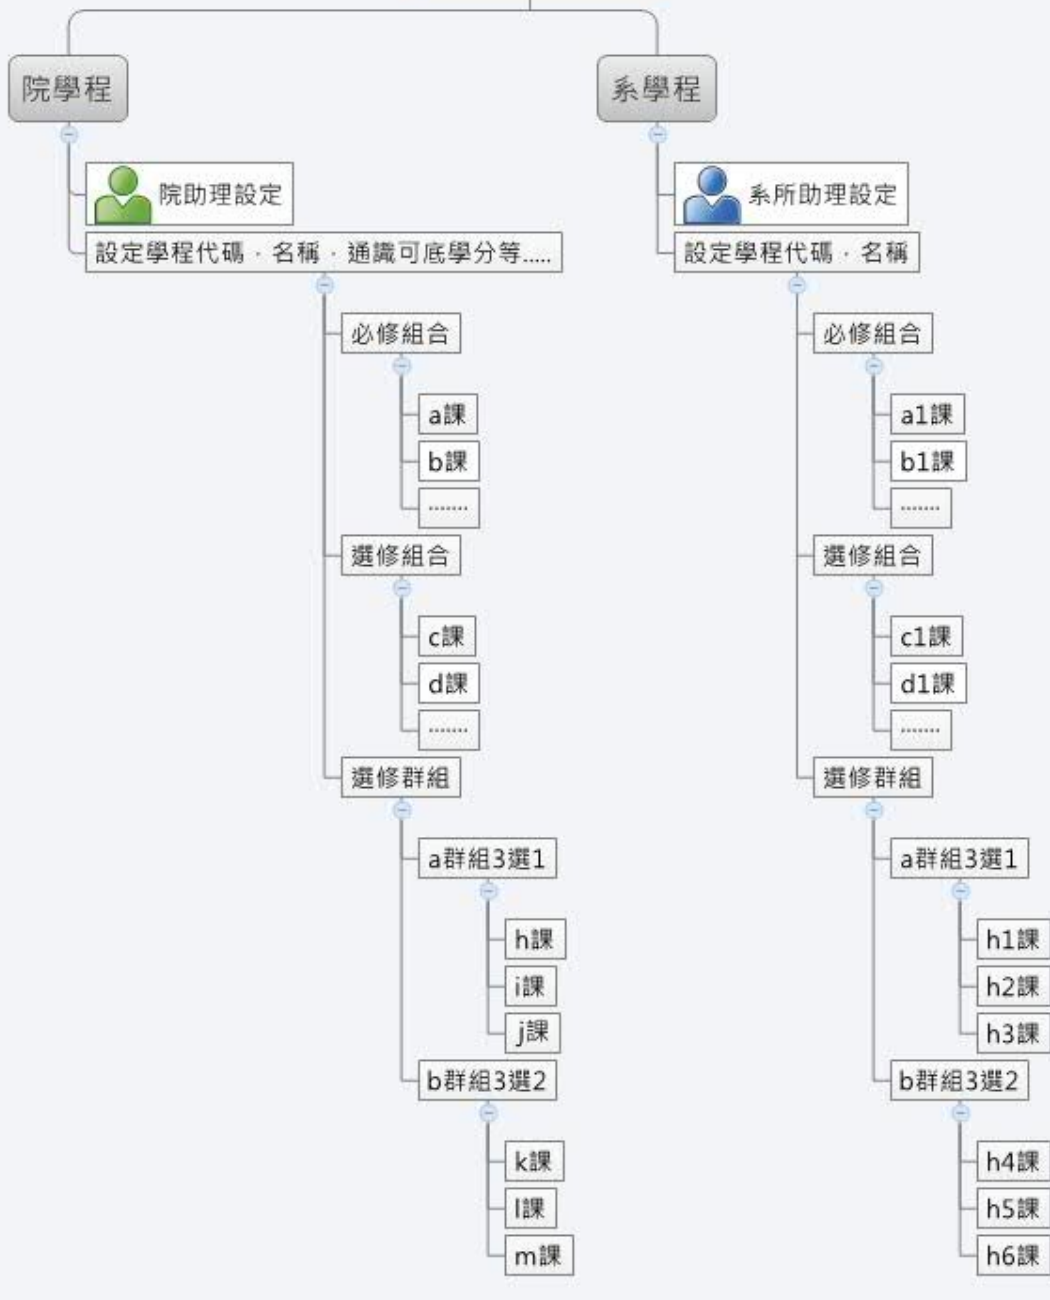 院學程
院助理設定
設定學程代碼．名稱．通識可底學分等.....
必修組合
a課
b課
.......
選修組合
c課
d課
.......
選修群組
a群組3選1
h課
i課
j課
b群組3選2
k課
l課
m課
系學程
系所助理設定
設定學程代碼．名稱
必修組合
a1課
b1課
.......
選修組合
c1課
d1課
.......
選修群組
a群組3選1
h1課
h2課
h3課
b群組3選2
h4課
h5課
h6課